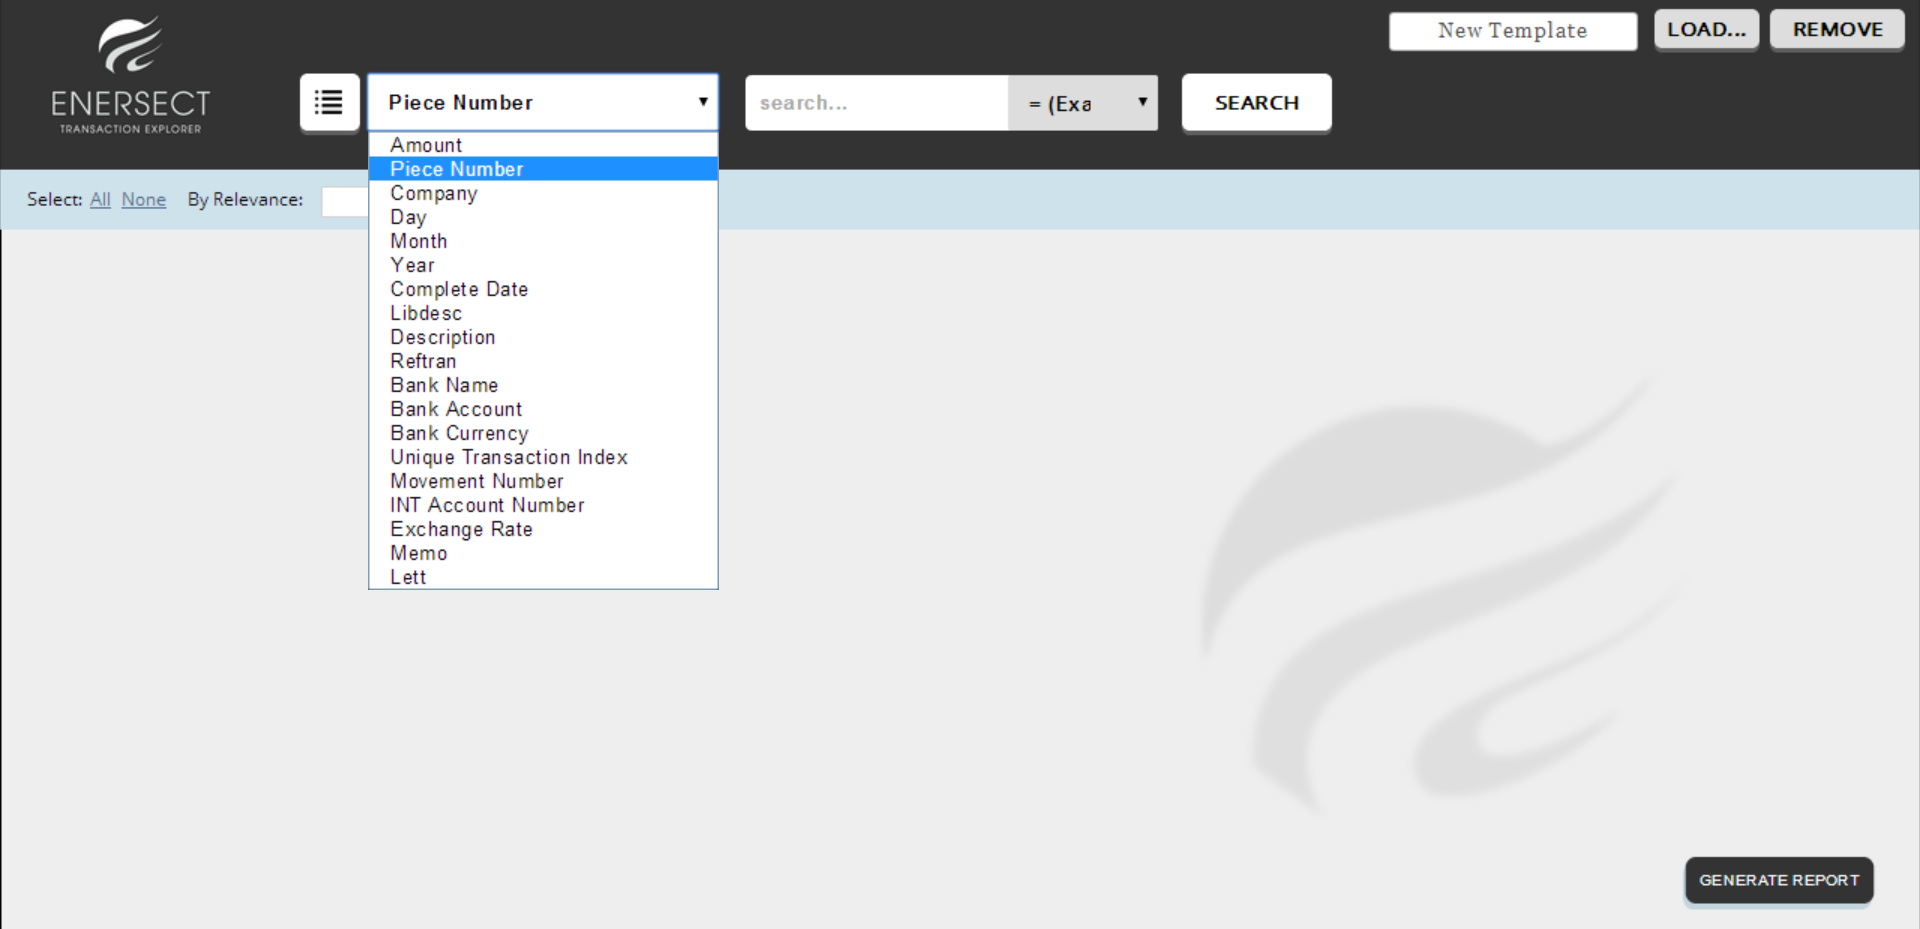 New Template
LOAD...
REMOVE
ENERSECT
TRANSACTION EXPLORER
Piece Number
search...
= (Exa
SEARCH
Select: All None By Relevance:
Amount
Piece Number
Company
Day
Month
Year
Complete Date
Libdesc
Description
Reftran
Bank Name
Bank Account
Bank Currency
Unique Transaction Index
Movement Number
INT Account Number
Exchange Rate
Memo
Lett
GENERATE REPORT